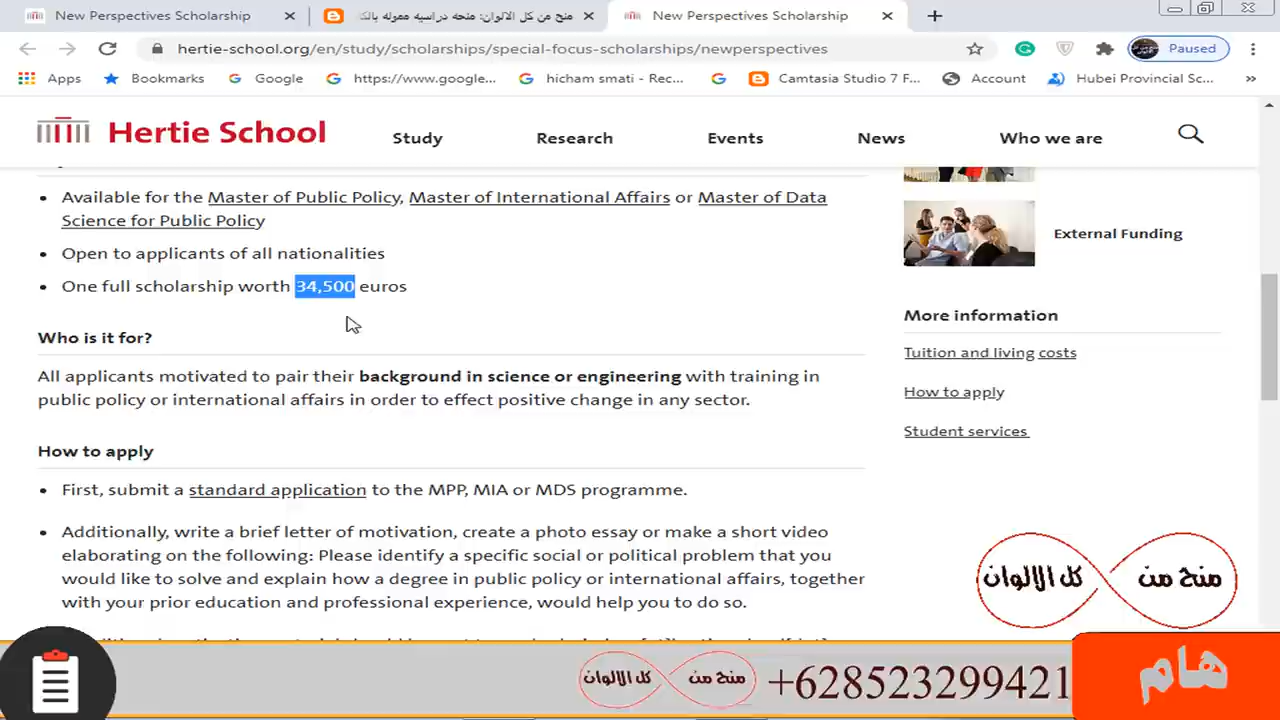 New Perspectives Scholarship
منحه دراسيه ممولة بالك :منح من كل الالوان
New Perspectives Scholarship
hertie-school.org/en/study/scholarships/special-focus-scholarships/newperspectives
Paused
Apps
Bookmarks
Google
https://www.google...
hicham smati - Rec...
Camtasia Studio 7 F...
Account
Hubei Provincial Sc...
»
Hertie School
Study
Research
Events
News
Who we are
Available for the Master of Public Policy, Master of International Affairs or Master of Data
Science for Public Policy
Open to applicants of all nationalities
One full scholarship worth 34,500 euros
Who is it for?
All applicants motivated to pair their background in science or engineering with training in
public policy or international affairs in order to effect positive change in any sector.
How to apply
First, submit a standard application to the MPP, MIA or MDS programme.
Additionally, write a brief letter of motivation, create a photo essay or make a short video
elaborating on the following: Please identify a specific social or political problem that you
would like to solve and explain how a degree in public policy or international affairs, together
with your prior education and professional experience, would help you to do so.
External Funding
More information
Tuition and living costs
How to apply
Student services
منح من كل الالوان
منح من كل الالوان
+628523299421
هام